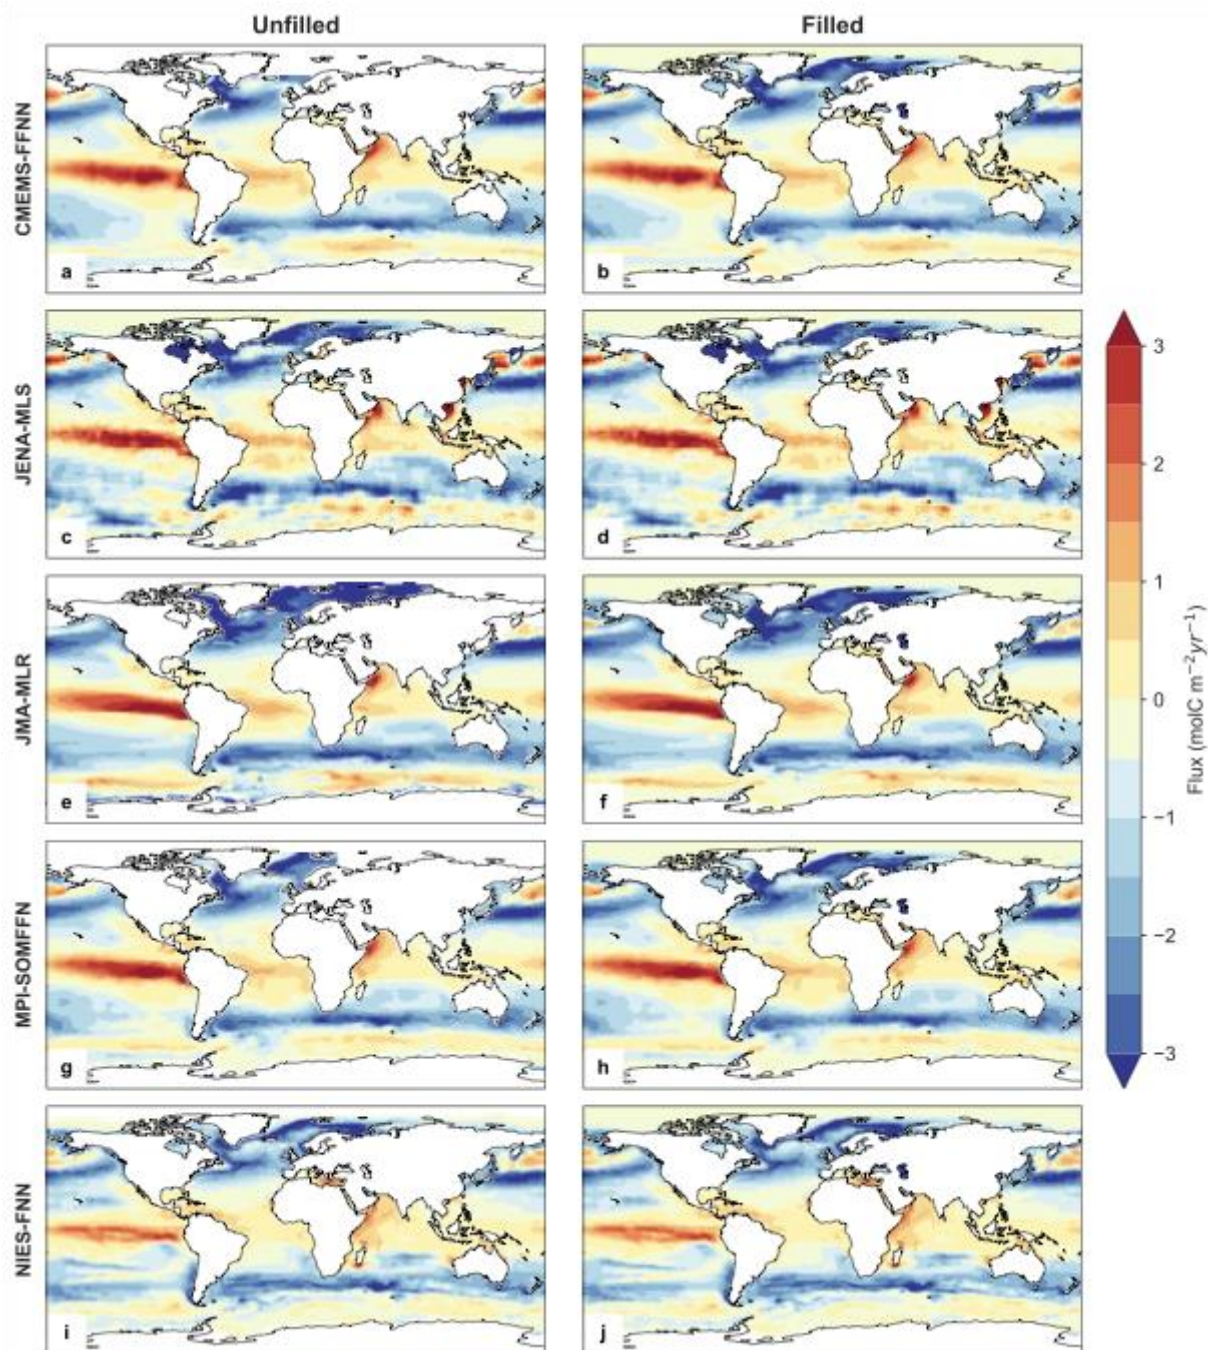 Unfilled Filled
CMEMS-FFNN
a b
JENA-MLS
c d
JMA-MLR
e f
MPI-SOMFFN
g h
NIES-FNN
i j
3
2
1
0
−1
−2
−3
Flux (molC m⁻²yr⁻¹)